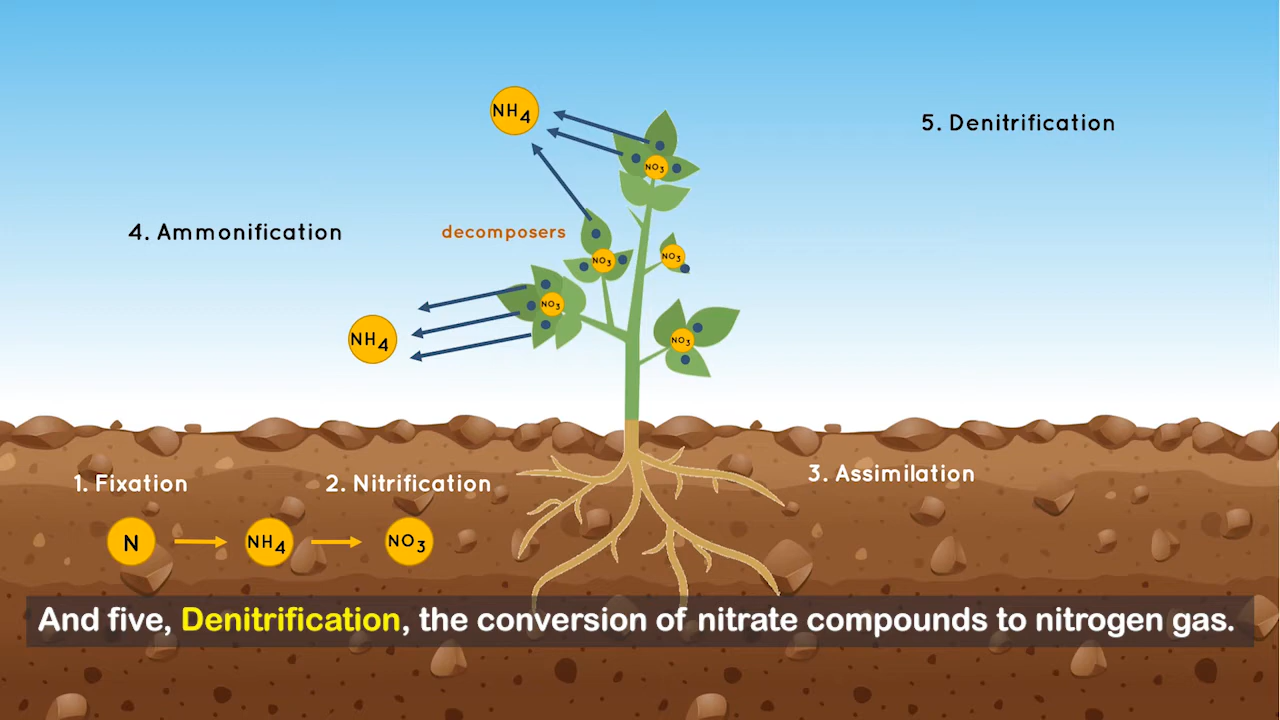 NH4
5. Denitrification
NO3
4. Ammonification
decomposers
NO3
NO3
NO3
NH4
NO3
1. Fixation
2. Nitrification
3. Assimilation
N
NH4
NO3
And five, Denitrification, the conversion of nitrate compounds to nitrogen gas.